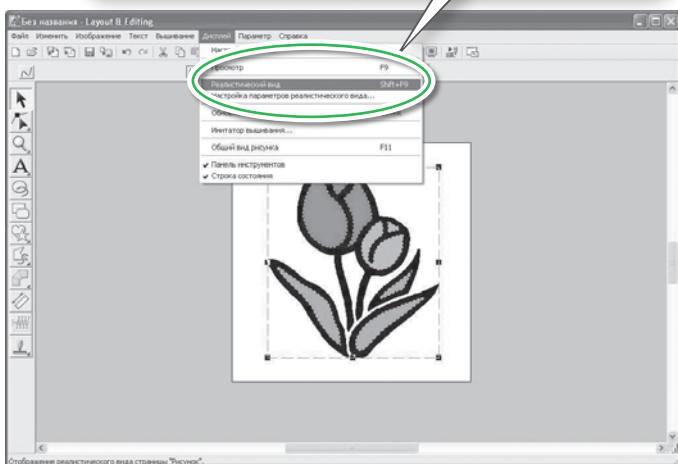 Без названия - Layout & Editing
Файл Изменить Изображение Текст Вышивание Дисплей Параметр Справка
Просмотр F9
Реалистический вид Shift+F9
Настройка параметров реалистического вида...
Имитатор вышивания...
Общий вид рисунка F11
Панель инструментов
Строка состояния
Отображение реалистического вида страницы "Рисунок".